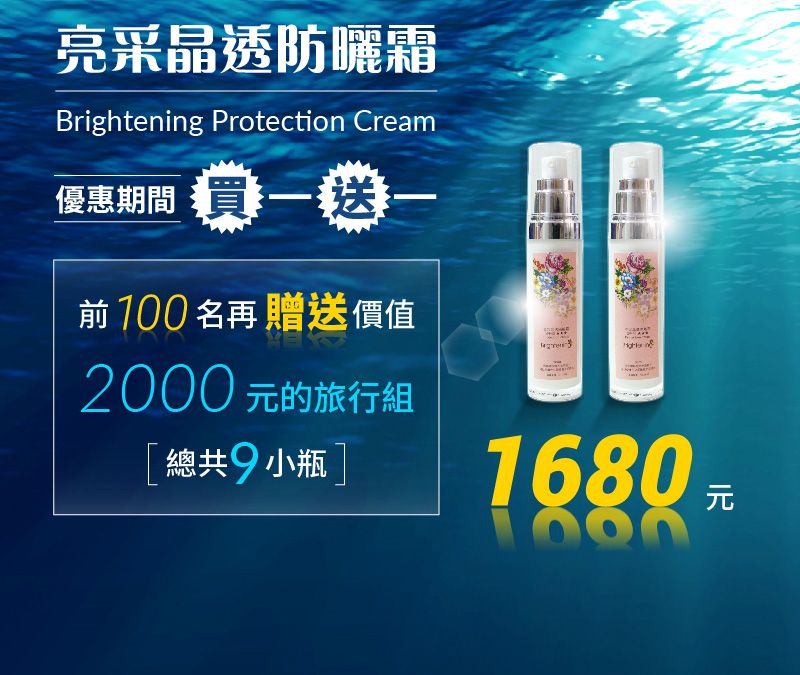 亮采晶透防曬霜
Brightening Protection Cream
優惠期間 買一送一
前100名再贈送價值
2000元的旅行組
[總共9小瓶]
1680元